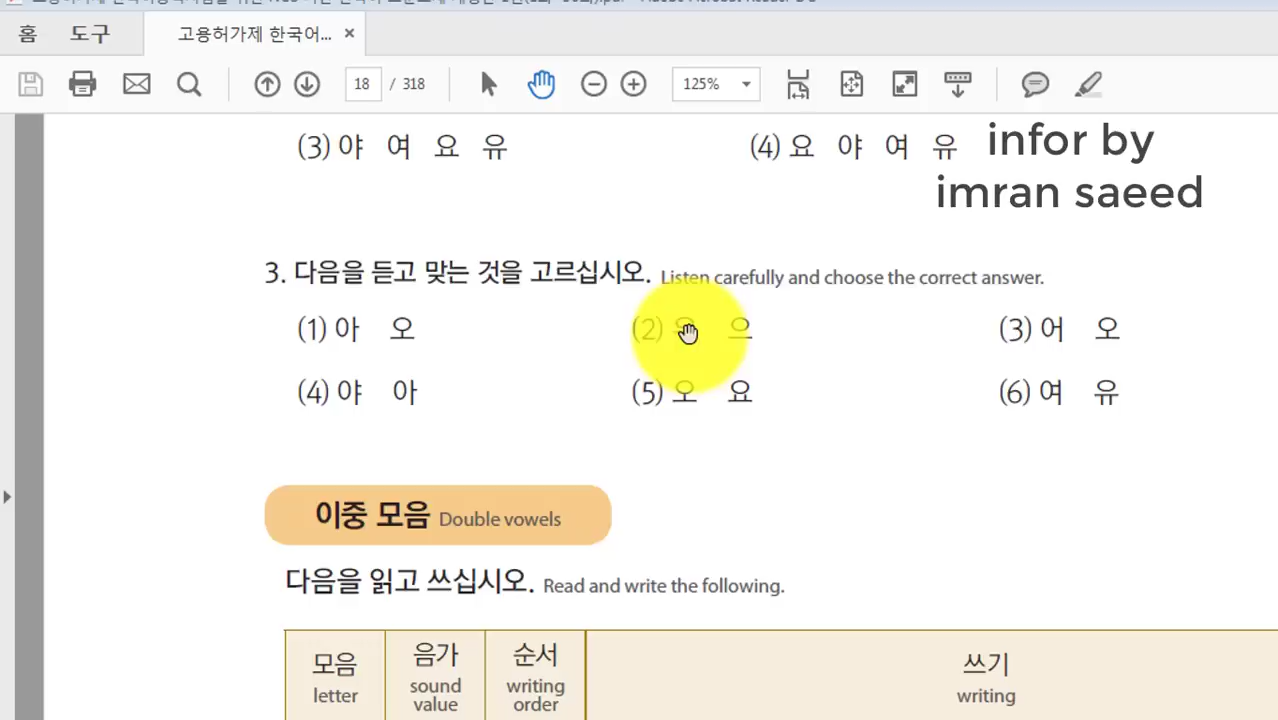 홈 도구 고용허가제 한국어... ×
18 / 318 125%
(3) 야 여 요 유 (4) 요 야 여 유
infor by
imran saeed
3. 다음을 듣고 맞는 것을 고르십시오. Listen carefully and choose the correct answer.
(1) 아 오 (2) 으 (3) 어 오
(4) 야 아 (5) 오 요 (6) 여 유
이중 모음 Double vowels
다음을 읽고 쓰십시오. Read and write the following.
모음 음가 순서 쓰기
letter sound writing writing
value order